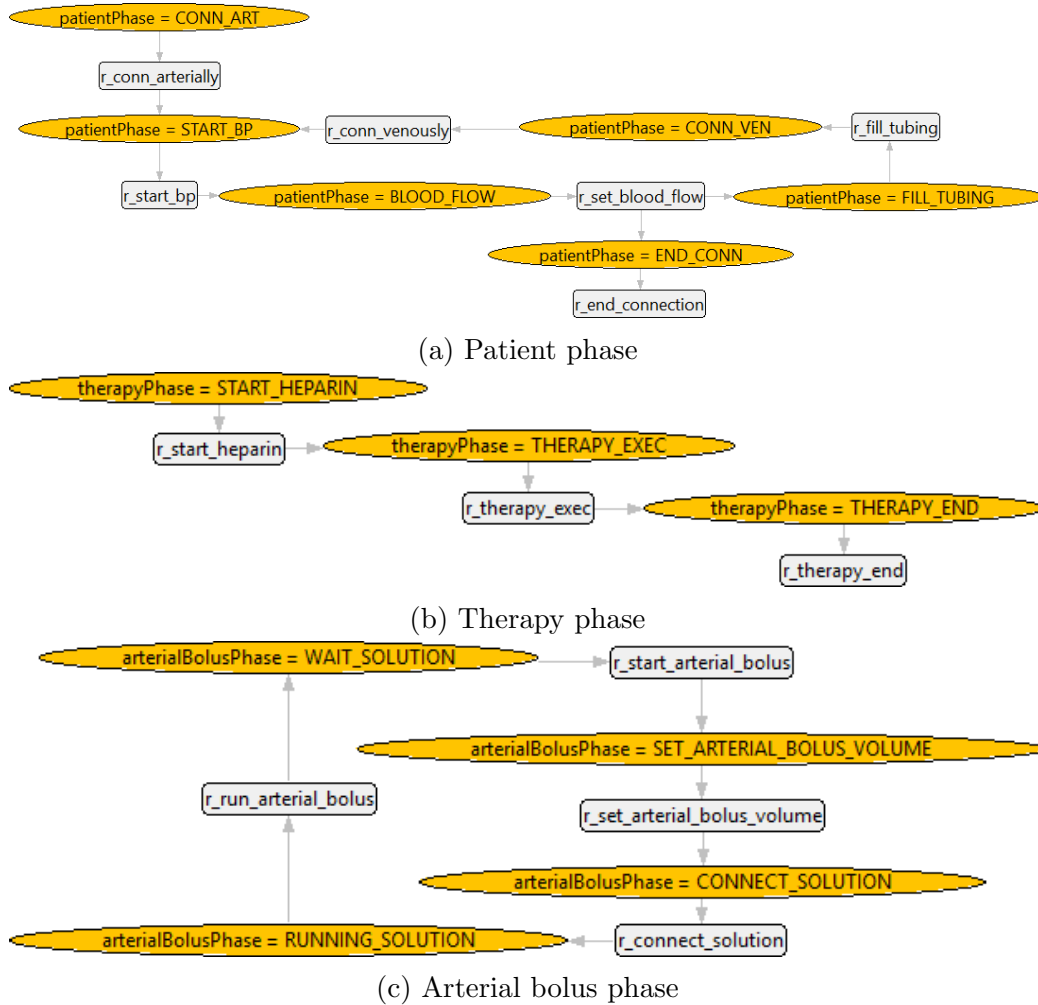 patientPhase = CONN_ART
r_conn_arterially
patientPhase = START_BP
r_conn_venously
patientPhase = CONN_VEN
r_fill_tubing
r_start_bp
patientPhase = BLOOD_FLOW
r_set_blood_flow
patientPhase = FILL_TUBING
patientPhase = END_CONN
r_end_connection
(a) Patient phase
therapyPhase = START_HEPARIN
r_start_heparin
therapyPhase = THERAPY_EXEC
r_therapy_exec
therapyPhase = THERAPY_END
r_therapy_end
(b) Therapy phase
arterialBolusPhase = WAIT_SOLUTION
r_start_arterial_bolus
arterialBolusPhase = SET_ARTERIAL_BOLUS_VOLUME
r_run_arterial_bolus
r_set_arterial_bolus_volume
arterialBolusPhase = CONNECT_SOLUTION
arterialBolusPhase = RUNNING_SOLUTION
r_connect_solution
(c) Arterial bolus phase